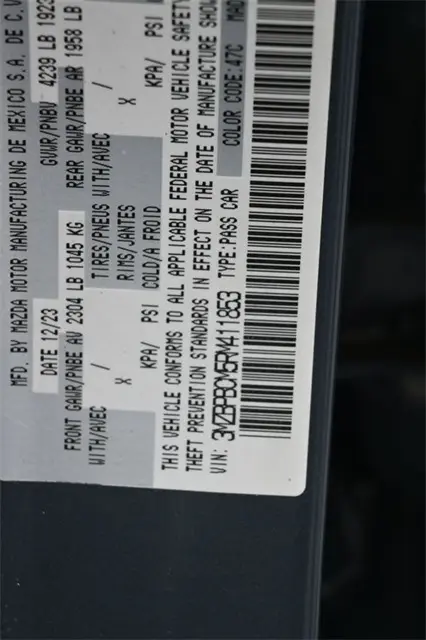 MFD. BY MAZDA MOTOR MANUFACTURING DE MEXICO S.A. DE C.V
DATE 12/23 GVWR/PNBV 4239 LB 1923
FRONT GAWR/PNBE AV 2304 LB 1045 KG REAR GAWR/PNBE AR 1958 LB
WITH/AVEC / TIRES/PNEUS WITH/AVEC /
X RIMS/JANTES X
KPA/ PSI COLD/A FROID KPA/ PSI
THIS VEHICLE CONFORMS TO ALL APPLICABLE FEDERAL MOTOR VEHICLE SAFETY
THEFT PREVENTION STANDARDS IN EFFECT ON THE DATE OF MANUFACTURE SHOW
VIN: 3MZBPBCM5RM411853 TYPE:PASS CAR
COLOR CODE:47C MAD